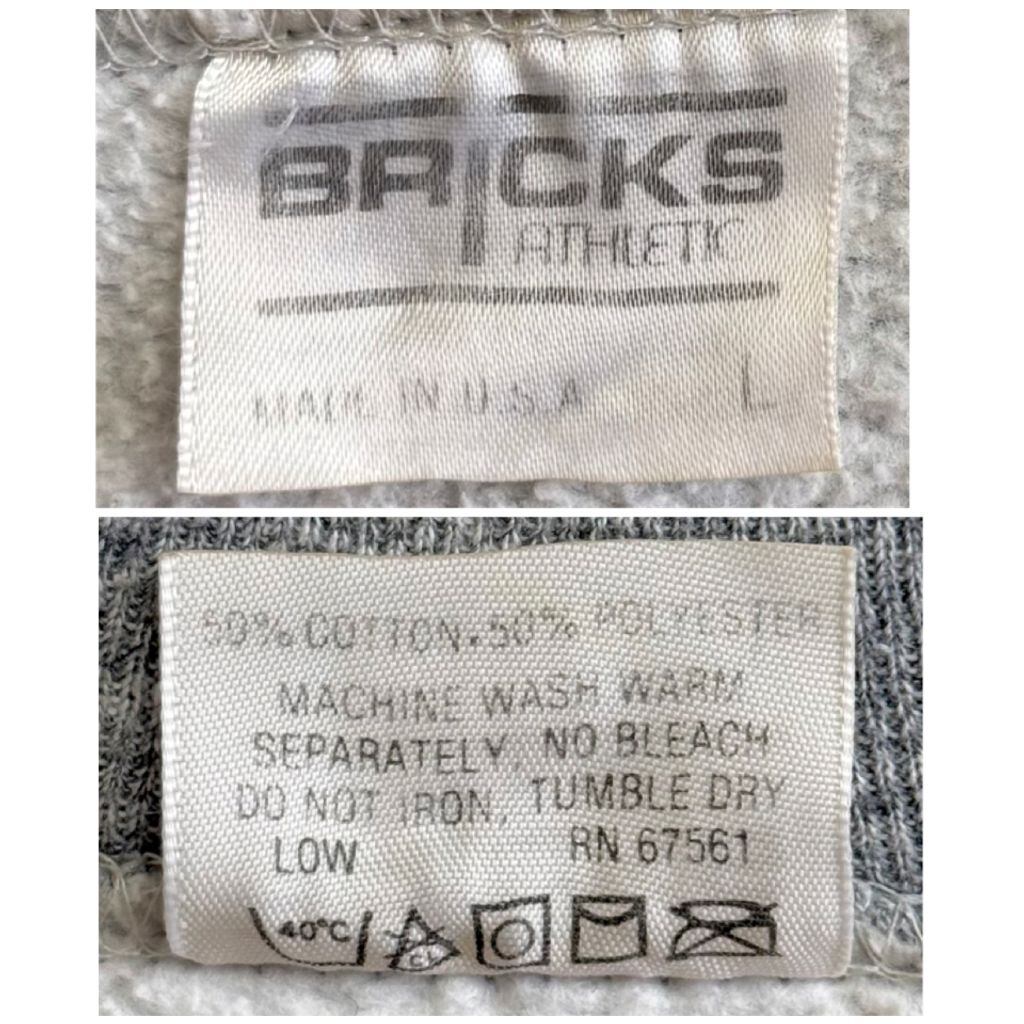 BRICKS
ATHLETIC
MADE IN U.S.A L
50% COTTON. 50% POLYESTER
MACHINE WASH WARM
SEPARATELY, NO BLEACH
DO NOT IRON, TUMBLE DRY
LOW RN 67561
40°C CL